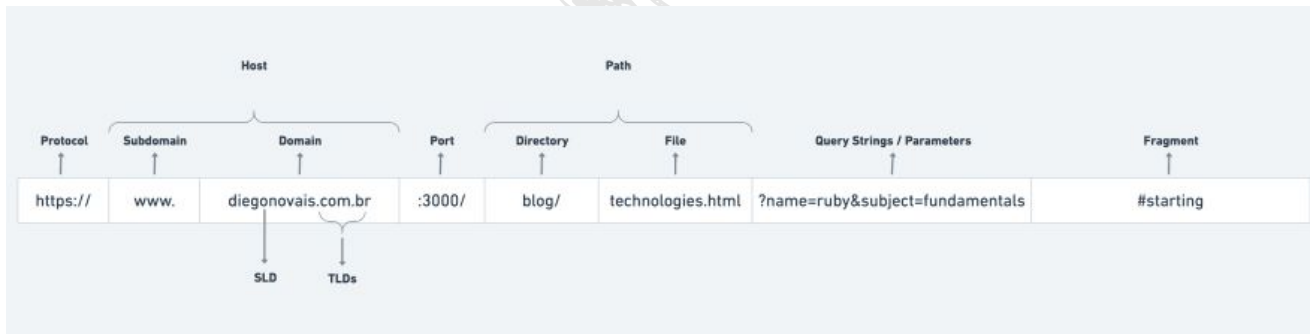 Host Path
Protocol Subdomain Domain Port Directory File Query Strings / Parameters Fragment
https:// www. diegonovais.com.br :3000/ blog/ technologies.html ?name=ruby&subject=fundamentals #starting
SLD TLDs